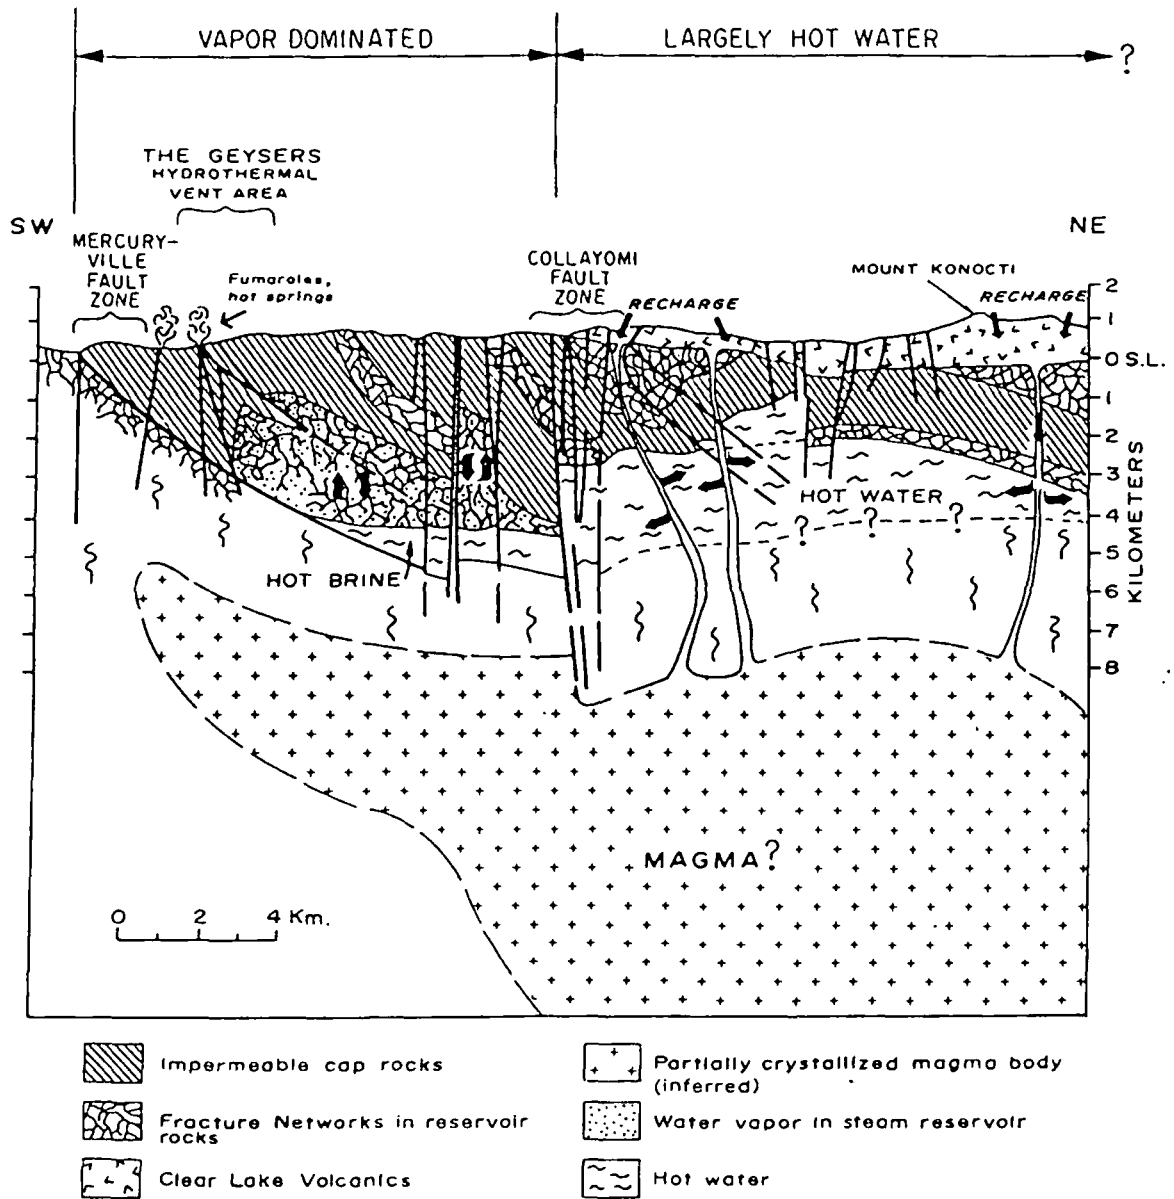 VAPOR DOMINATED
LARGELY HOT WATER
?
THE GEYSERS
HYDROTHERMAL
VENT AREA
SW
NE
MERCURY-
VILLE
FAULT
ZONE
Fumaroles,
hot springs
COLLAYOMI
FAULT
ZONE
RECHARGE
MOUNT KONOCTI
RECHARGE
2
1
0 S.L.
1
2
3
4
5
6
7
8
KILOMETERS
HOT WATER
? ? ?
HOT BRINE
MAGMA?
0 2 4 Km.
Impermeable cap rocks
Fracture Networks in reservoir
rocks
Clear Lake Volcanics
Partially crystallized magma body
(inferred)
Water vapor in steam reservoir
Hot water